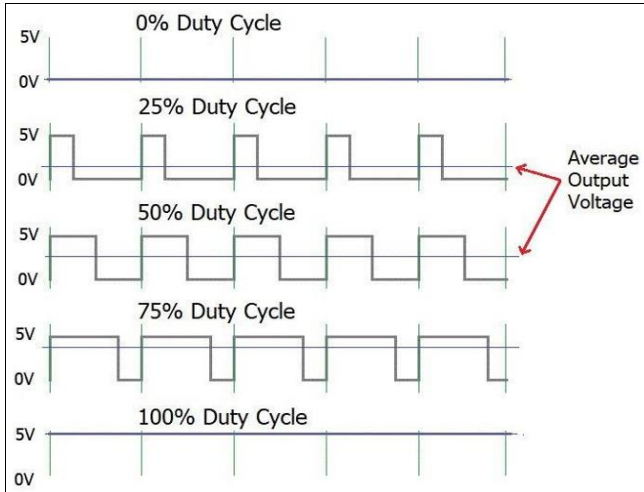 0% Duty Cycle
5V
0V
25% Duty Cycle
5V
0V
Average
Output
Voltage
50% Duty Cycle
5V
0V
75% Duty Cycle
5V
0V
100% Duty Cycle
5V
0V